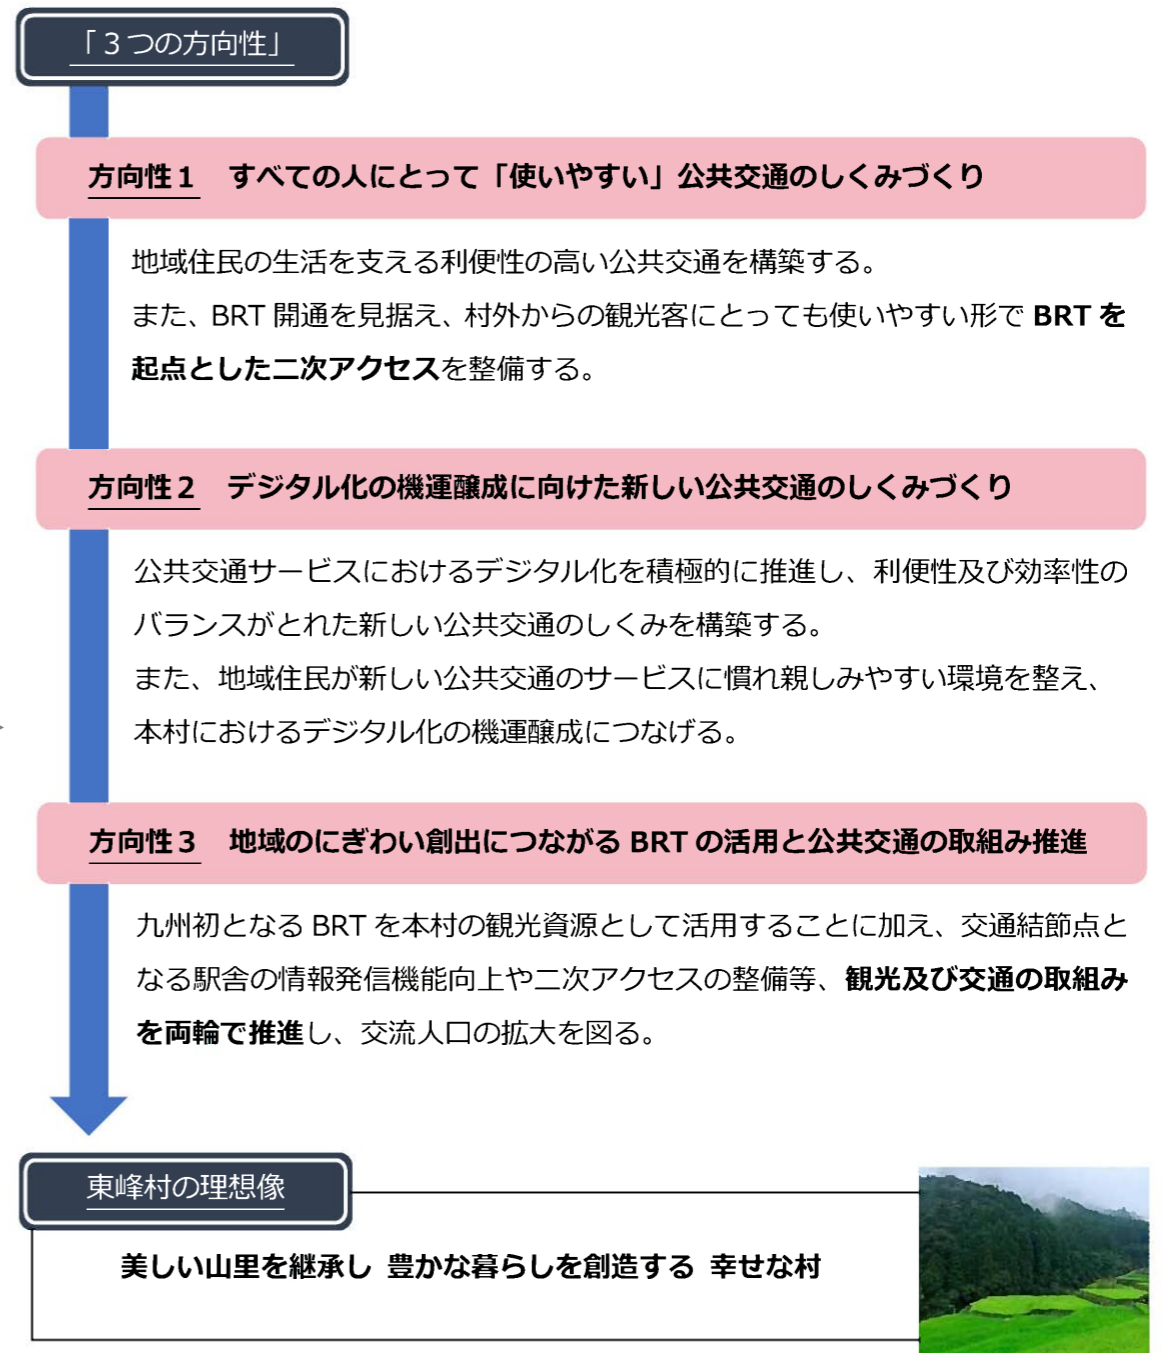 「３つの方向性」
方向性１　すべての人にとって「使いやすい」公共交通のしくみづくり
地域住民の生活を支える利便性の高い公共交通を構築する。
また、BRT 開通を見据え、村外からの観光客にとっても使いやすい形で BRT を
起点とした二次アクセスを整備する。
方向性２　デジタル化の機運醸成に向けた新しい公共交通のしくみづくり
公共交通サービスにおけるデジタル化を積極的に推進し、利便性及び効率性の
バランスがとれた新しい公共交通のしくみを構築する。
また、地域住民が新しい公共交通のサービスに慣れ親しみやすい環境を整え、
本村におけるデジタル化の機運醸成につなげる。
方向性３　地域のにぎわい創出につながる BRT の活用と公共交通の取組み推進
九州初となる BRT を本村の観光資源として活用することに加え、交通結節点と
なる駅舎の情報発信機能向上や二次アクセスの整備等、観光及び交通の取組み
を両輪で推進し、交流人口の拡大を図る。
東峰村の理想像
美しい山里を継承し 豊かな暮らしを創造する 幸せな村